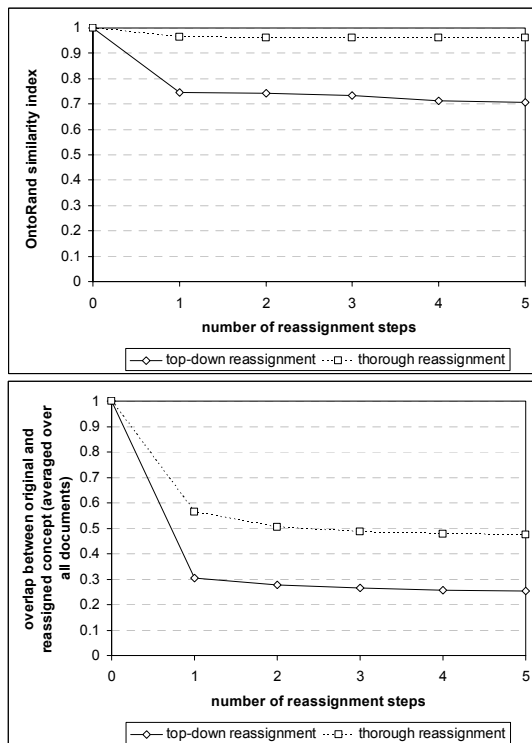 1
0.9
0.8
0.7
0.6
0.5
0.4
0.3
0.2
0.1
0
OntoRand similarity index
0 1 2 3 4 5
number of reassignment steps
top-down reassignment thorough reassignment
1
0.9
0.8
0.7
0.6
0.5
0.4
0.3
0.2
0.1
0
overlap between original and
reassigned concept (averaged over
all documents)
0 1 2 3 4 5
number of reassignment steps
top-down reassignment thorough reassignment